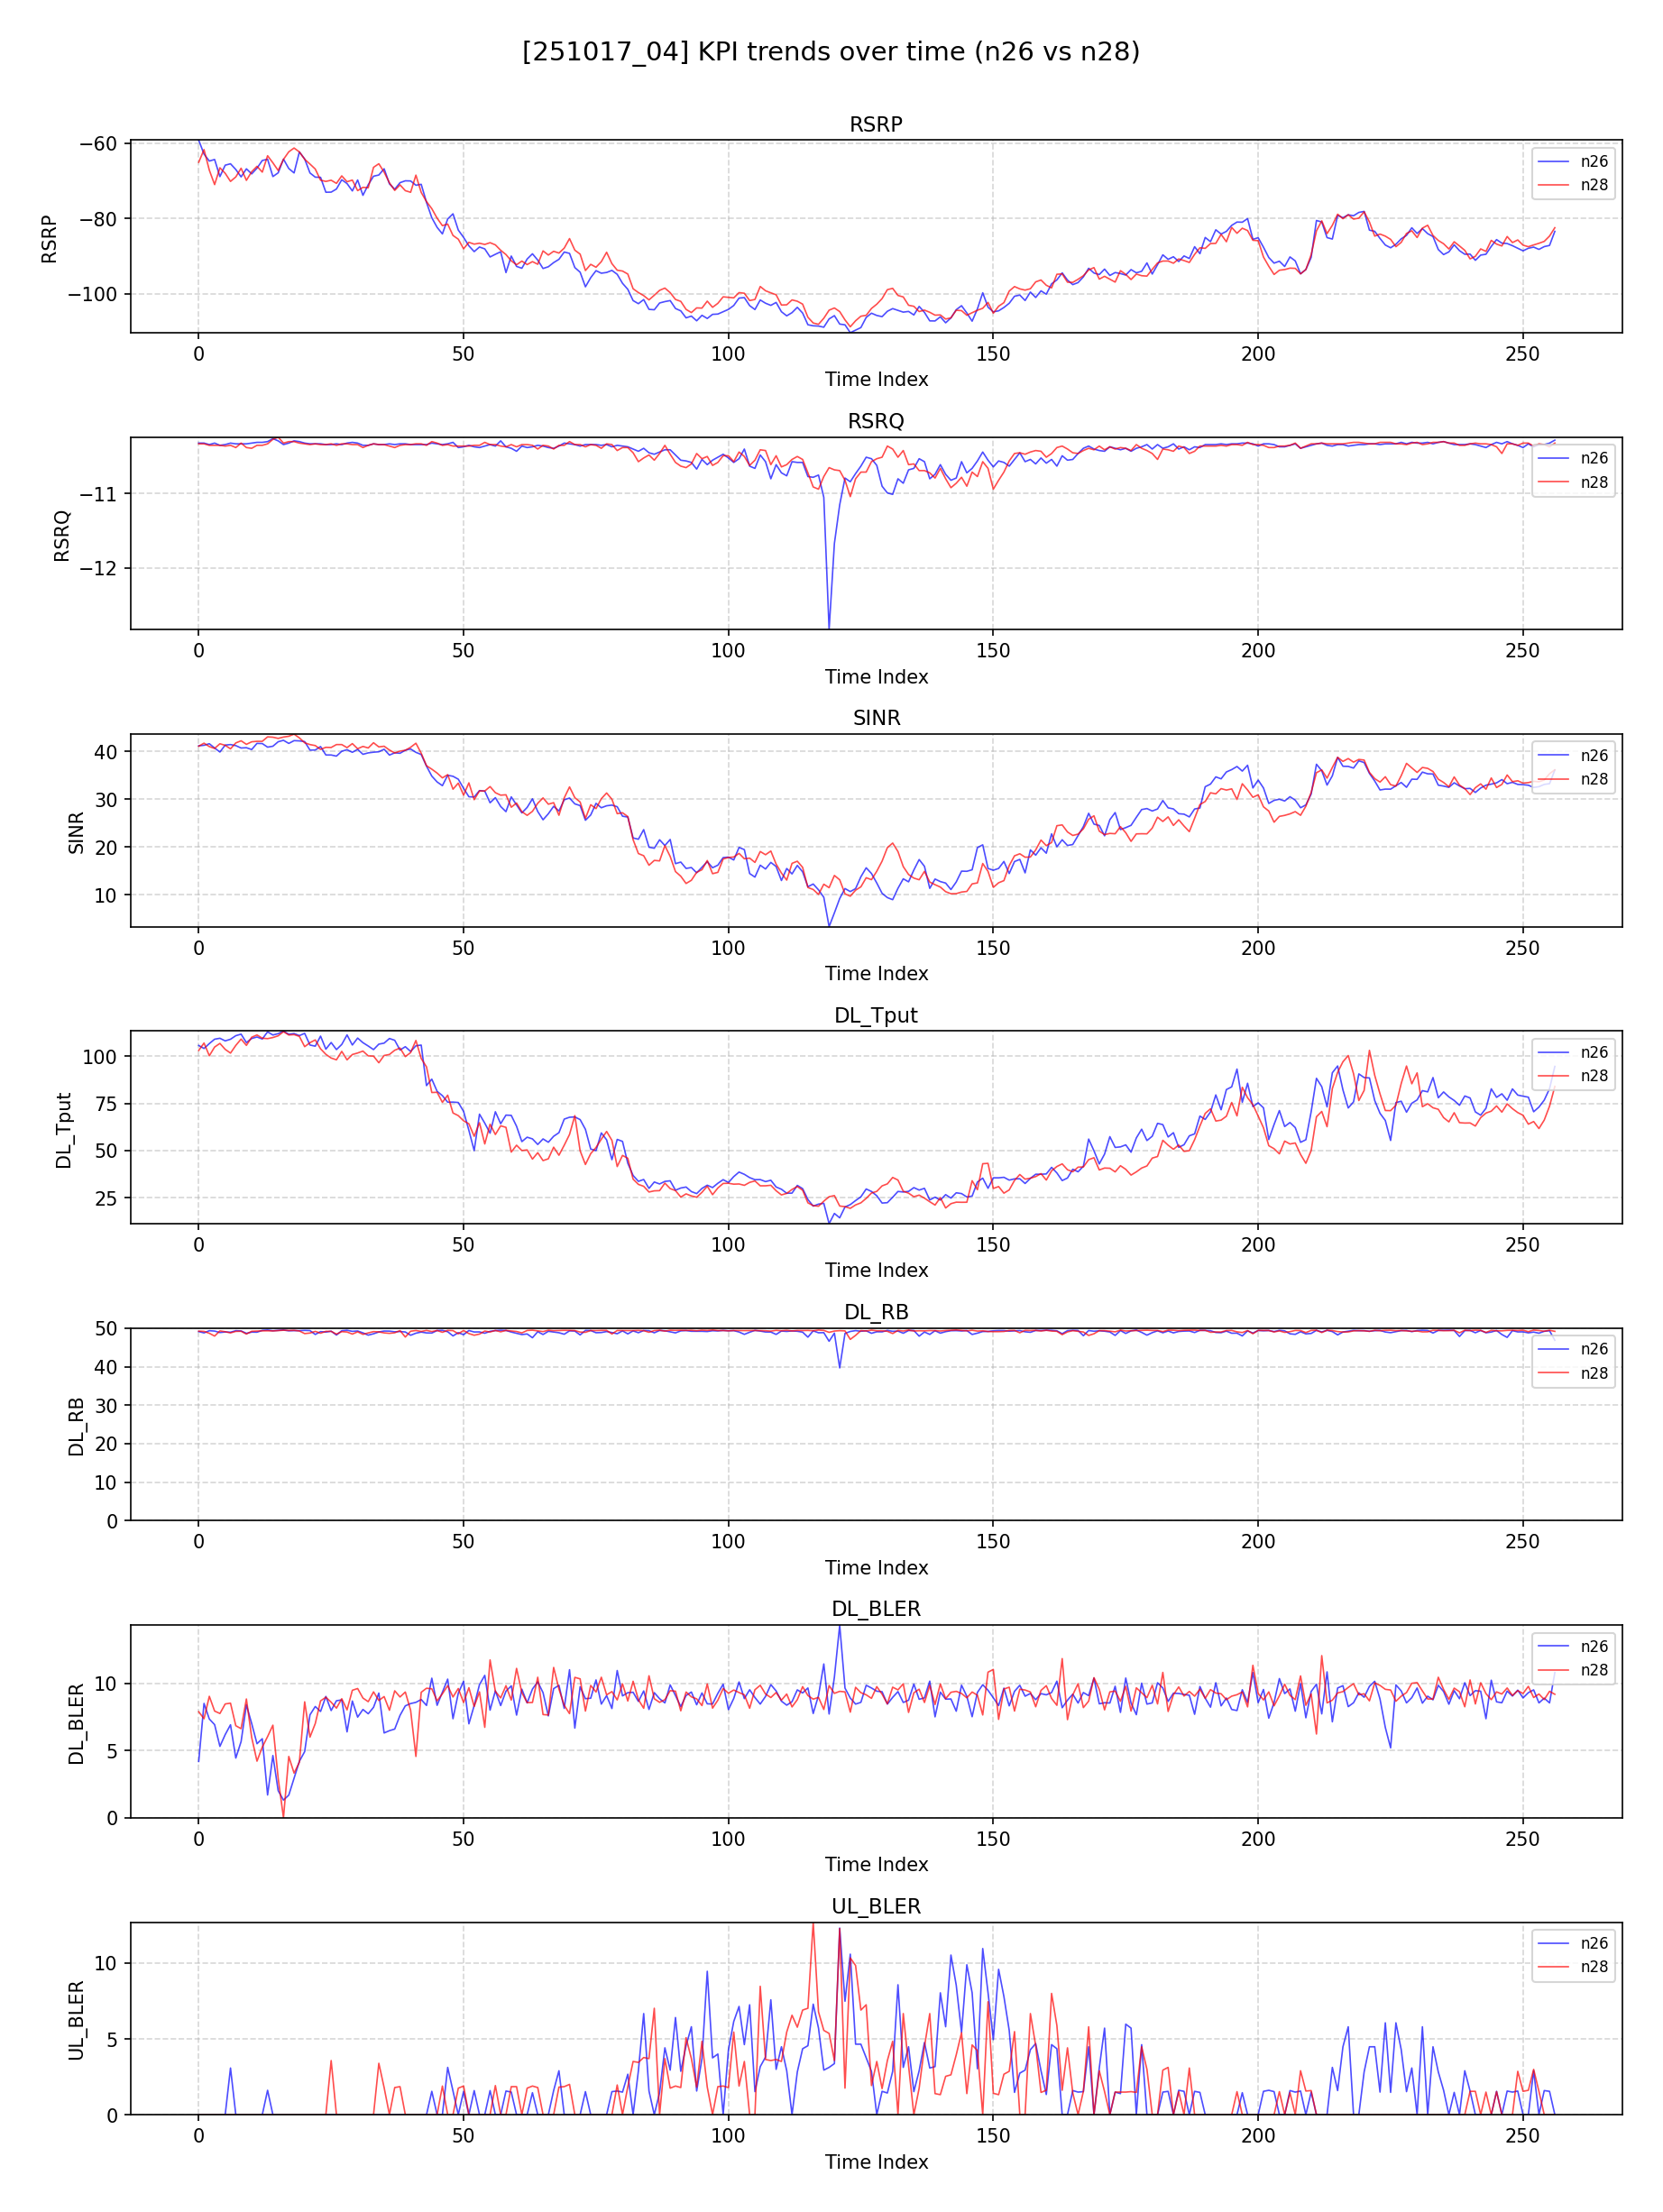 [251017_04] KPI trends over time (n26 vs n28)
RSRP
−60
−80
−100
RSRP
n26
n28
0 50 100 150 200 250
Time Index
RSRQ
−11
−12
RSRQ
n26
n28
0 50 100 150 200 250
Time Index
SINR
40
30
20
10
SINR
n26
n28
0 50 100 150 200 250
Time Index
DL_Tput
100
75
50
25
DL_Tput
n26
n28
0 50 100 150 200 250
Time Index
DL_RB
50
40
30
20
10
0
DL_RB
n26
n28
0 50 100 150 200 250
Time Index
DL_BLER
10
5
0
DL_BLER
n26
n28
0 50 100 150 200 250
Time Index
UL_BLER
10
5
0
UL_BLER
n26
n28
0 50 100 150 200 250
Time Index